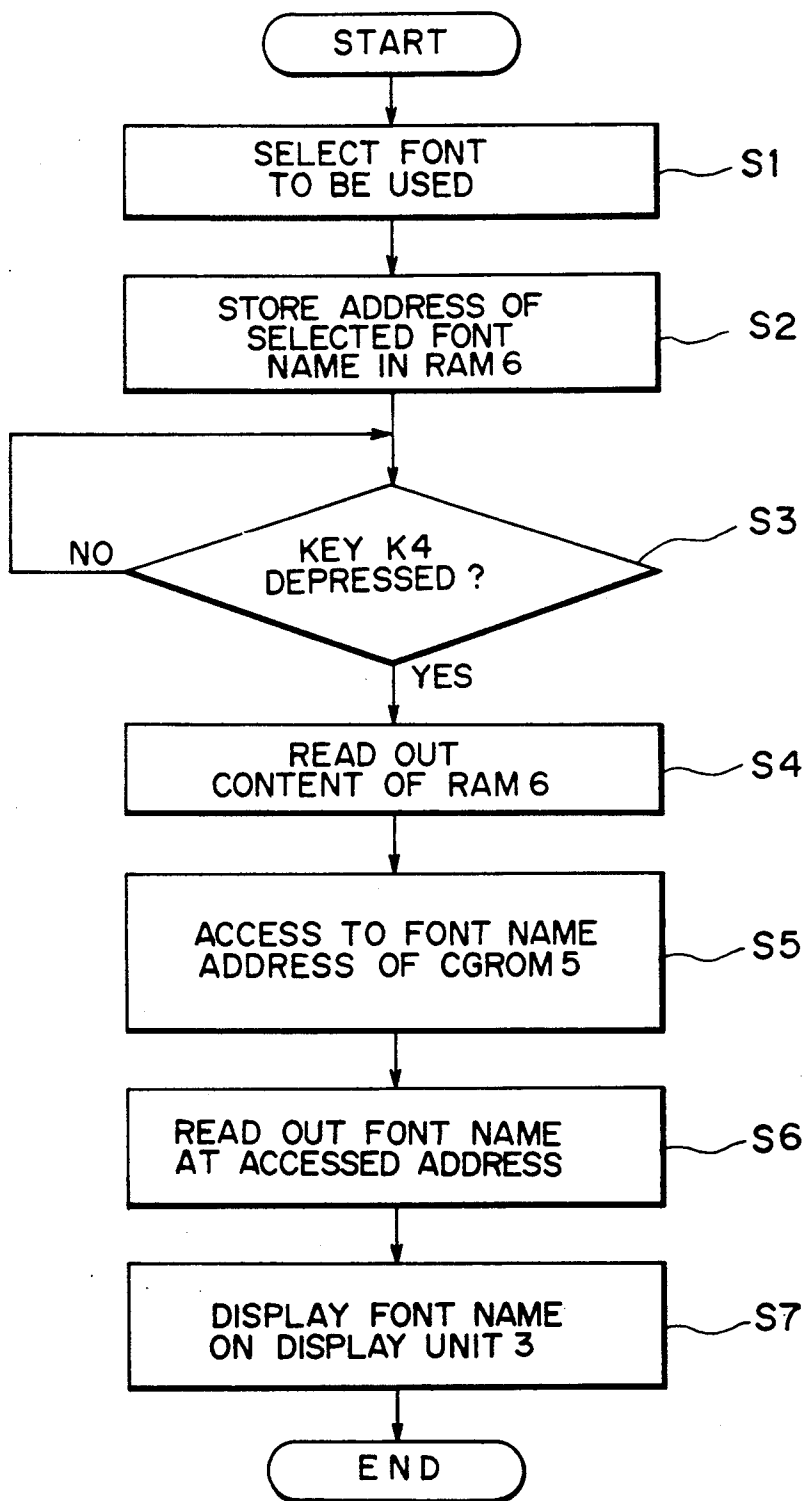 START
SELECT FONT
TO BE USED
S1
STORE ADDRESS OF
SELECTED FONT
NAME IN RAM 6
S2
KEY K4
DEPRESSED ?
S3
NO
YES
READ OUT
CONTENT OF RAM 6
S4
ACCESS TO FONT NAME
ADDRESS OF CGROM 5
S5
READ OUT FONT NAME
AT ACCESSED ADDRESS
S6
DISPLAY FONT NAME
ON DISPLAY UNIT 3
S7
END